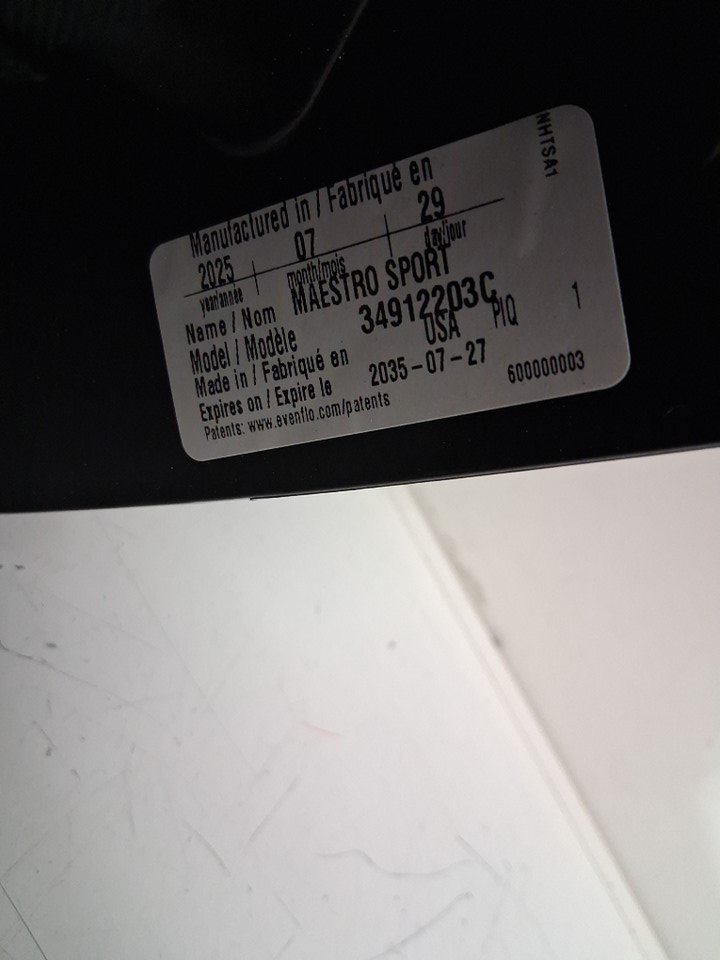 NHTSA1
Manufactured in / Fabriqué en
2025 07 29
year/année month/mois day/jour
Name / Nom MAESTRO SPORT
Model / Modèle 34912203C
Made in / Fabriqué en USA PIQ 1
Expires on / Expire le 2035-07-27
Patents: www.evenflo.com/patents 600000003